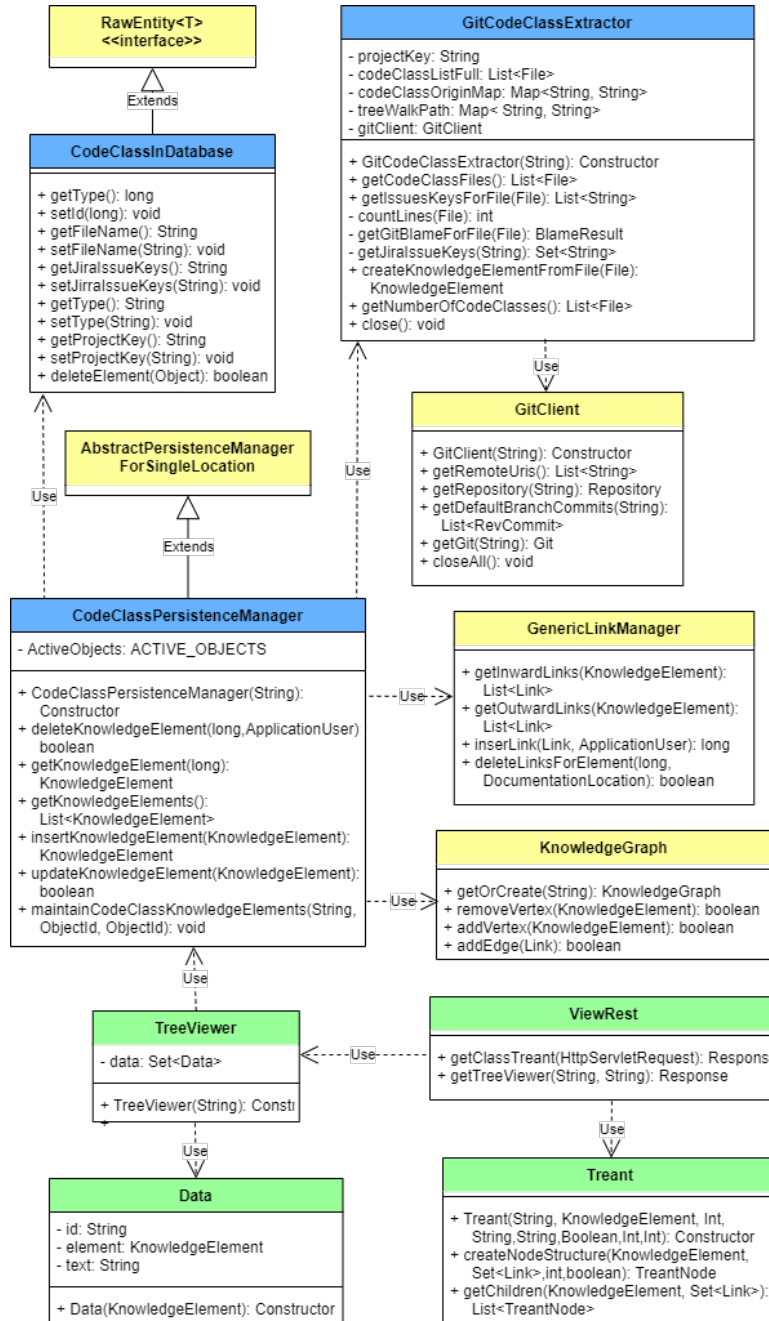 RawEntity<T>
<<interface>>
Extends
CodeClassInDatabase
+ getType(): long
+ setId(long): void
+ getFileName(): String
+ setFileName(String): void
+ getJiraIssueKeys(): String
+ setJirraIssueKeys(String): void
+ getType(): String
+ setType(String): void
+ getProjectKey(): String
+ setProjectKey(String): void
+ deleteElement(Object): boolean
GitCodeClassExtractor
- projectKey: String
- codeClassListFull: List<File>
- codeClassOriginMap: Map<String, String>
- treeWalkPath: Map< String, String>
- gitClient: GitClient
+ GitCodeClassExtractor(String): Constructor
+ getCodeClassFiles(): List<File>
+ getIssuesKeysForFile(File): List<String>
- countLines(File): int
- getGitBlameForFile(File): BlameResult
- getJiraIssueKeys(String): Set<String>
+ createKnowledgeElementFromFile(File):
KnowledgeElement
+ getNumberOfCodeClasses(): List<File>
+ close(): void
Use
GitClient
+ GitClient(String): Constructor
+ getRemoteUris(): List<String>
+ getRepository(String): Repository
+ getDefaultBranchCommits(String):
List<RevCommit>
+ getGit(String): Git
+ closeAll(): void
AbstractPersistenceManager
ForSingleLocation
Use
Use
Extends
CodeClassPersistenceManager
- ActiveObjects: ACTIVE_OBJECTS
+ CodeClassPersistenceManager(String):
Constructor
+ deleteKnowledgeElement(long,ApplicationUser):
boolean
+ getKnowledgeElement(long):
KnowledgeElement
+ getKnowledgeElements():
List<KnowledgeElement>
+ insertKnowledgeElement(KnowledgeElement):
KnowledgeElement
+ updateKnowledgeElement(KnowledgeElement):
boolean
+ maintainCodeClassKnowledgeElements(String,
ObjectId, ObjectId): void
Use
GenericLinkManager
+ getInwardLinks(KnowledgeElement):
List<Link>
+ getOutwardLinks(KnowledgeElement):
List<Link>
+ inserLink(Link, ApplicationUser): long
+ deleteLinksForElement(long,
DocumentationLocation): boolean
Use
KnowledgeGraph
+ getOrCreate(String): KnowledgeGraph
+ removeVertex(KnowledgeElement): boolean
+ addVertex(KnowledgeElement): boolean
+ addEdge(Link): boolean
Use
TreeViewer
- data: Set<Data>
+ TreeViewer(String): Constr
+
Use
ViewRest
+ getClassTreant(HttpServletRequest): Response
+ getTreeViewer(String, String): Response
Use
Use
Data
- id: String
- element: KnowledgeElement
- text: String
+ Data(KnowledgeElement): Constructor
Treant
+ Treant(String, KnowledgeElement, Int,
String,String,Boolean,Int,Int): Constructor
+ createNodeStructure(KnowledgeElement,
Set<Link>,int,boolean): TreantNode
+ getChildren(KnowledgeElement, Set<Link>):
List<TreantNode>